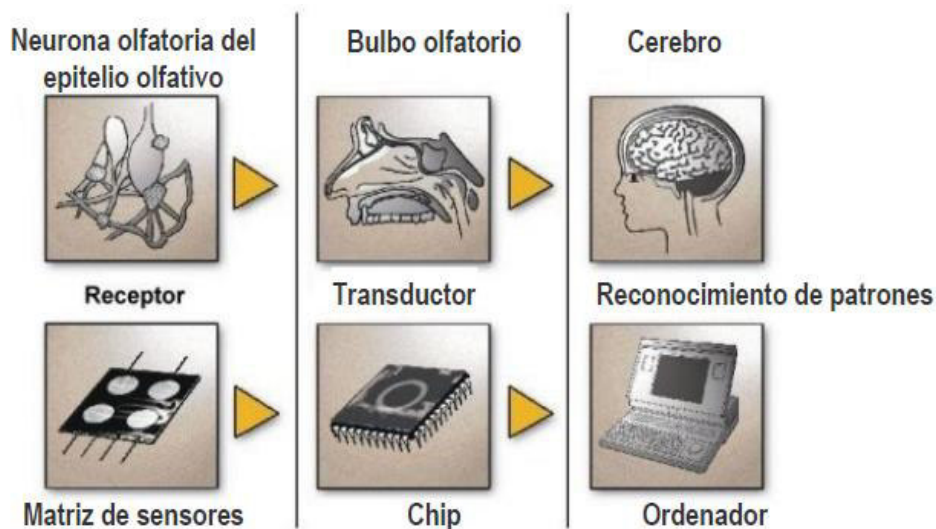 Neurona olfatoria del
epitelio olfativo
Bulbo olfatorio
Cerebro
Receptor
Transductor
Reconocimiento de patrones
Matriz de sensores
Chip
Ordenador